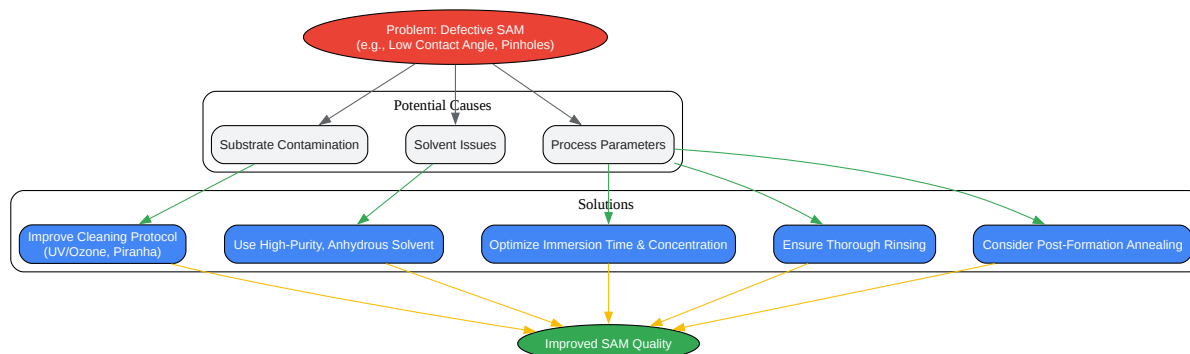 Problem: Defective SAM
(e.g., Low Contact Angle, Pinholes)
Potential Causes
Substrate Contamination
Solvent Issues
Process Parameters
Solutions
Improve Cleaning Protocol
(UV/Ozone, Piranha)
Use High-Purity, Anhydrous Solvent
Optimize Immersion Time & Concentration
Ensure Thorough Rinsing
Consider Post-Formation Annealing
Improved SAM Quality